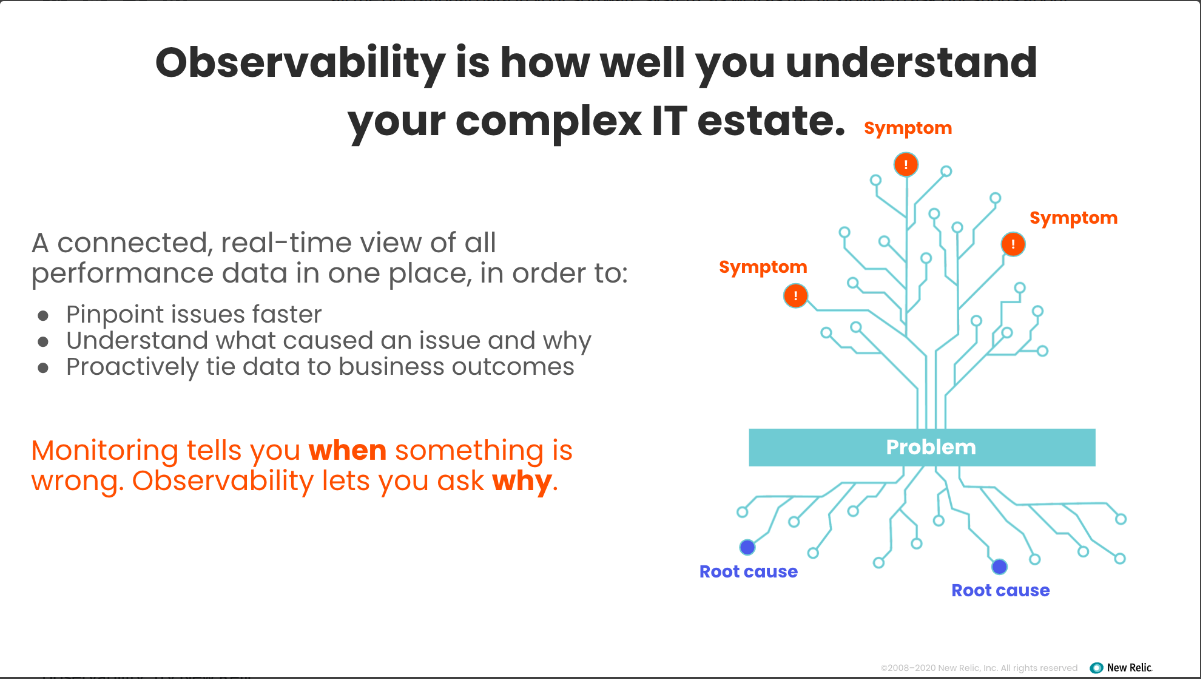 Observability is how well you understand
your complex IT estate.
Symptom
!
Symptom
!
Symptom
!
A connected, real-time view of all
performance data in one place, in order to:
● Pinpoint issues faster
● Understand what caused an issue and why
● Proactively tie data to business outcomes
Monitoring tells you when something is
wrong. Observability lets you ask why.
Problem
Root cause
Root cause
©2008–2020 New Relic, Inc. All rights reserved
New Relic.